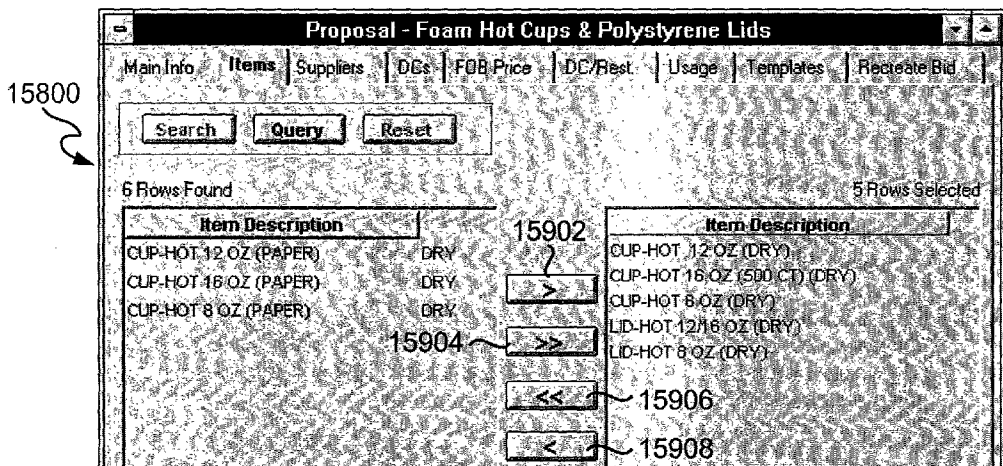 Proposal - Foam Hot Cups & Polystyrene Lids
Main Info Items Suppliers DCs FOB Price DC/Rest. Usage Templates Recreate Bid
15800
Search Query Reset
6 Rows Found 5 Rows Selected
Item Description Item Description
15902
CUP-HOT 12 OZ (PAPER) DRY CUP-HOT 12 OZ (DRY)
CUP-HOT 16 OZ (PAPER) DRY > CUP-HOT 16 OZ (500 CT) (DRY)
CUP-HOT 8 OZ (PAPER) DRY CUP-HOT 8 OZ (DRY)
LID-HOT 12/16 OZ (DRY)
15904 >> LID-HOT 8 OZ (DRY)
<< 15906
< 15908